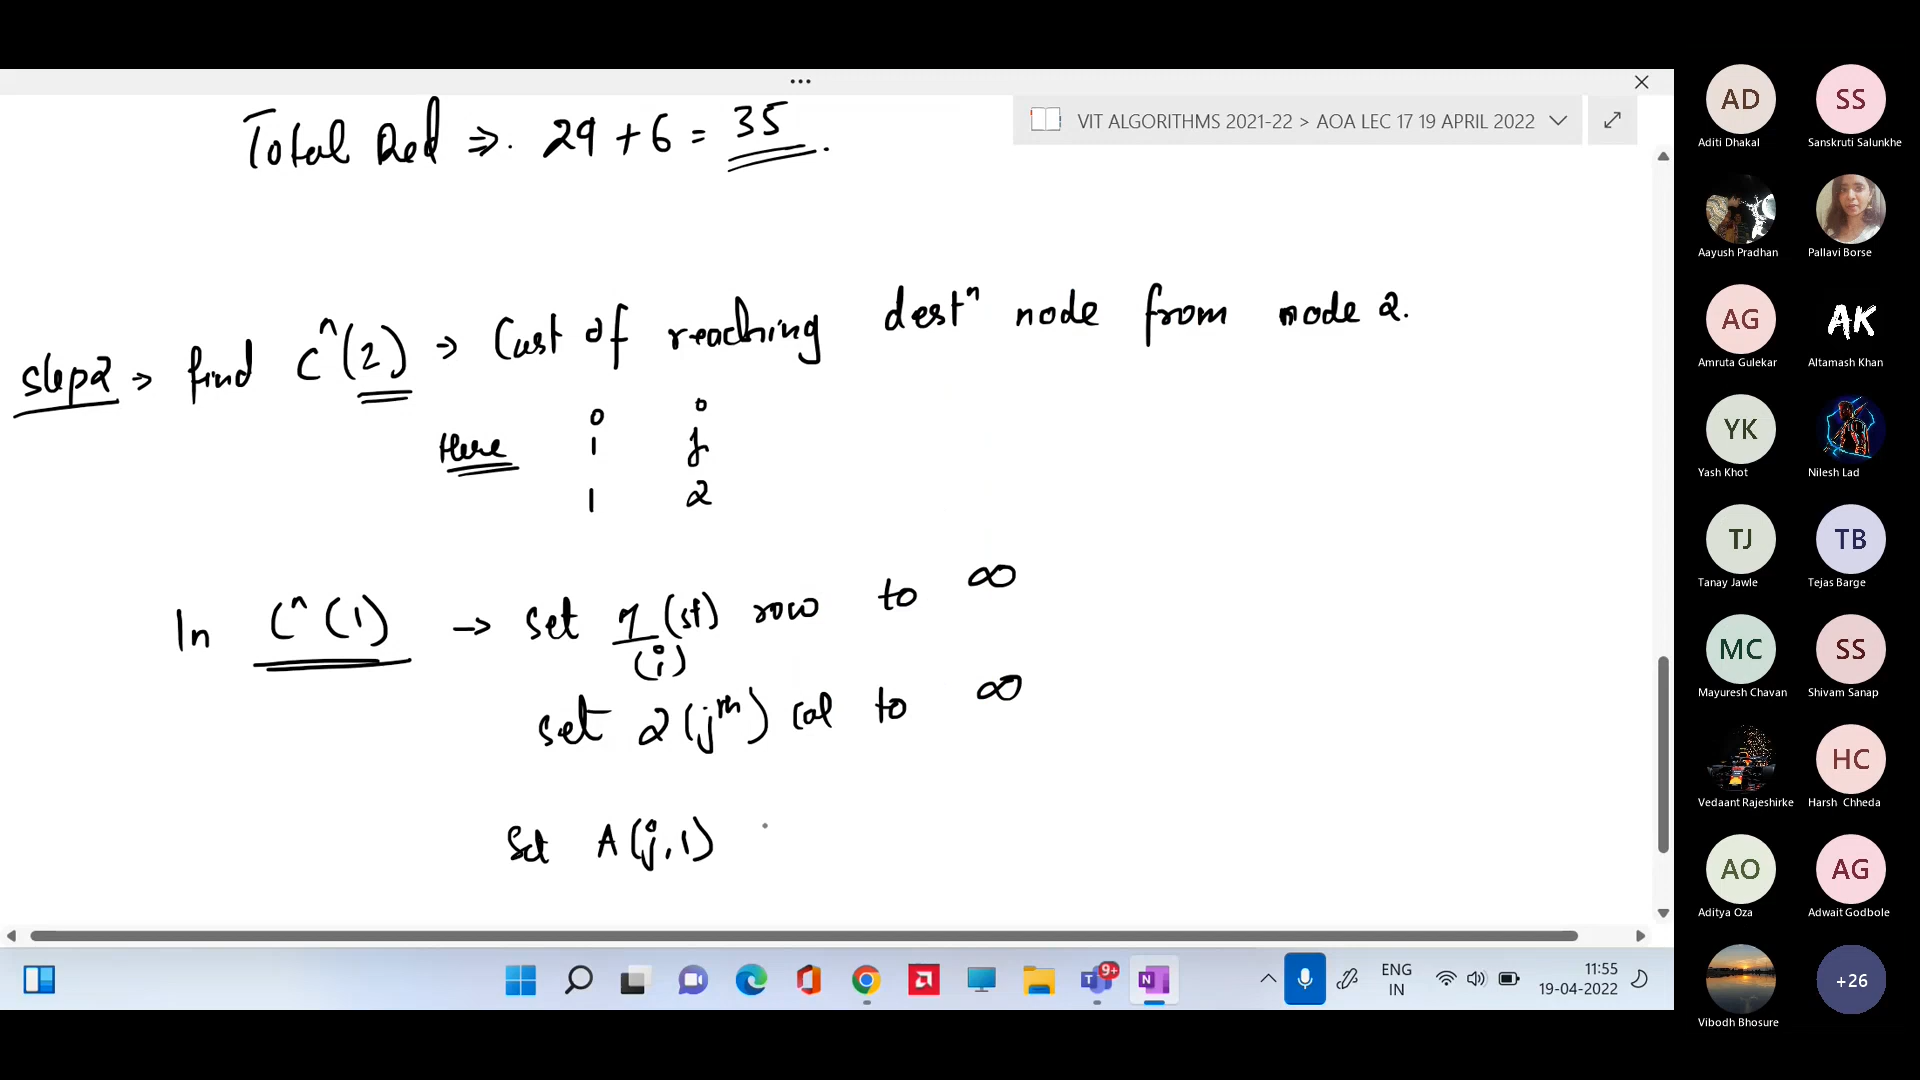 Total Red ⇒. 29 + 6 = 35.
VIT ALGORITHMS 2021-22 > AOA LEC 17 19 APRIL 2022
step2 → find C^(2) → Cost of reaching destⁿ node from node 2.
Here i j
1 2
In C^(1) → set 1 (st) row to ∞
(i)
set 2 (jth) col to ∞
Set A(j,1)
AD SS
Aditi Dhakal Sanskruti Salunkhe
Aayush Pradhan Pallavi Borse
AG AK
Amruta Gulekar Altamash Khan
YK
Yash Khot Nilesh Lad
TJ TB
Tanay Jawle Tejas Barge
MC SS
Mayuresh Chavan Shivam Sanap
HC
Vedaant Rajeshirke Harsh Chheda
AO AG
Aditya Oza Adwait Godbole
+26
Vibodh Bhosure
9+
ENG
IN
11:55
19-04-2022